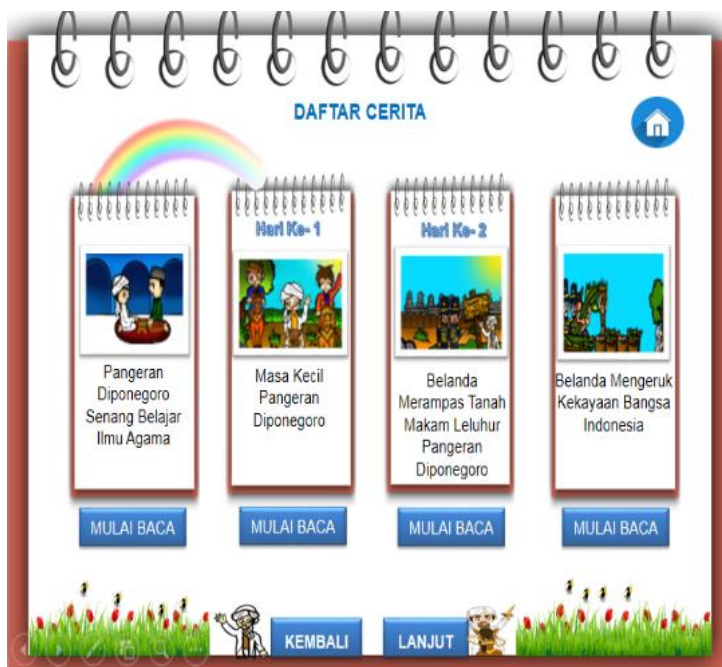 DAFTAR CERITA
Pangeran
Diponegoro
Senang Belajar
Ilmu Agama
MULAI BACA
Hari Ke- 1
Masa Kecil
Pangeran
Diponegoro
MULAI BACA
Hari Ke- 2
Belanda
Merampas Tanah
Makam Leluhur
Pangeran
Diponegoro
MULAI BACA
Belanda Mengeruk
Kekayaan Bangsa
Indonesia
MULAI BACA
KEMBALI
LANJUT